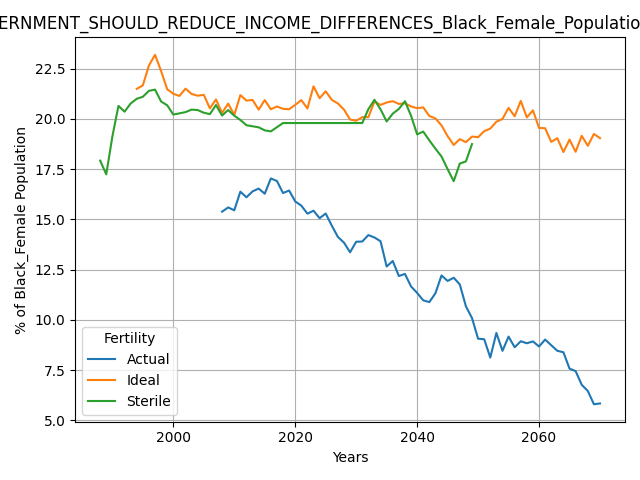 ERNMENT_SHOULD_REDUCE_INCOME_DIFFERENCES_Black_Female_Populatio
% of Black_Female Population
22.5
20.0
17.5
15.0
12.5
10.0
7.5
5.0
Fertility
Actual
Ideal
Sterile
2000
2020
2040
2060
Years